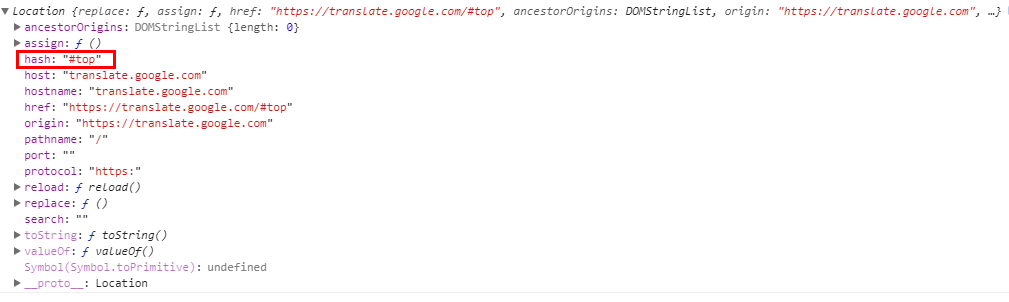 ▼Location {replace: ƒ, assign: ƒ, href: "https://translate.google.com/#top", ancestorOrigins: DOMStringList, origin: "https://translate.google.com", …}
▶ancestorOrigins: DOMStringList {length: 0}
▶assign: ƒ ()
hash: "#top"
host: "translate.google.com"
hostname: "translate.google.com"
href: "https://translate.google.com/#top"
origin: "https://translate.google.com"
pathname: "/"
port: ""
protocol: "https:"
▶reload: ƒ reload()
▶replace: ƒ ()
search: ""
▶toString: ƒ toString()
▶valueOf: ƒ valueOf()
Symbol(Symbol.toPrimitive): undefined
▶__proto__: Location